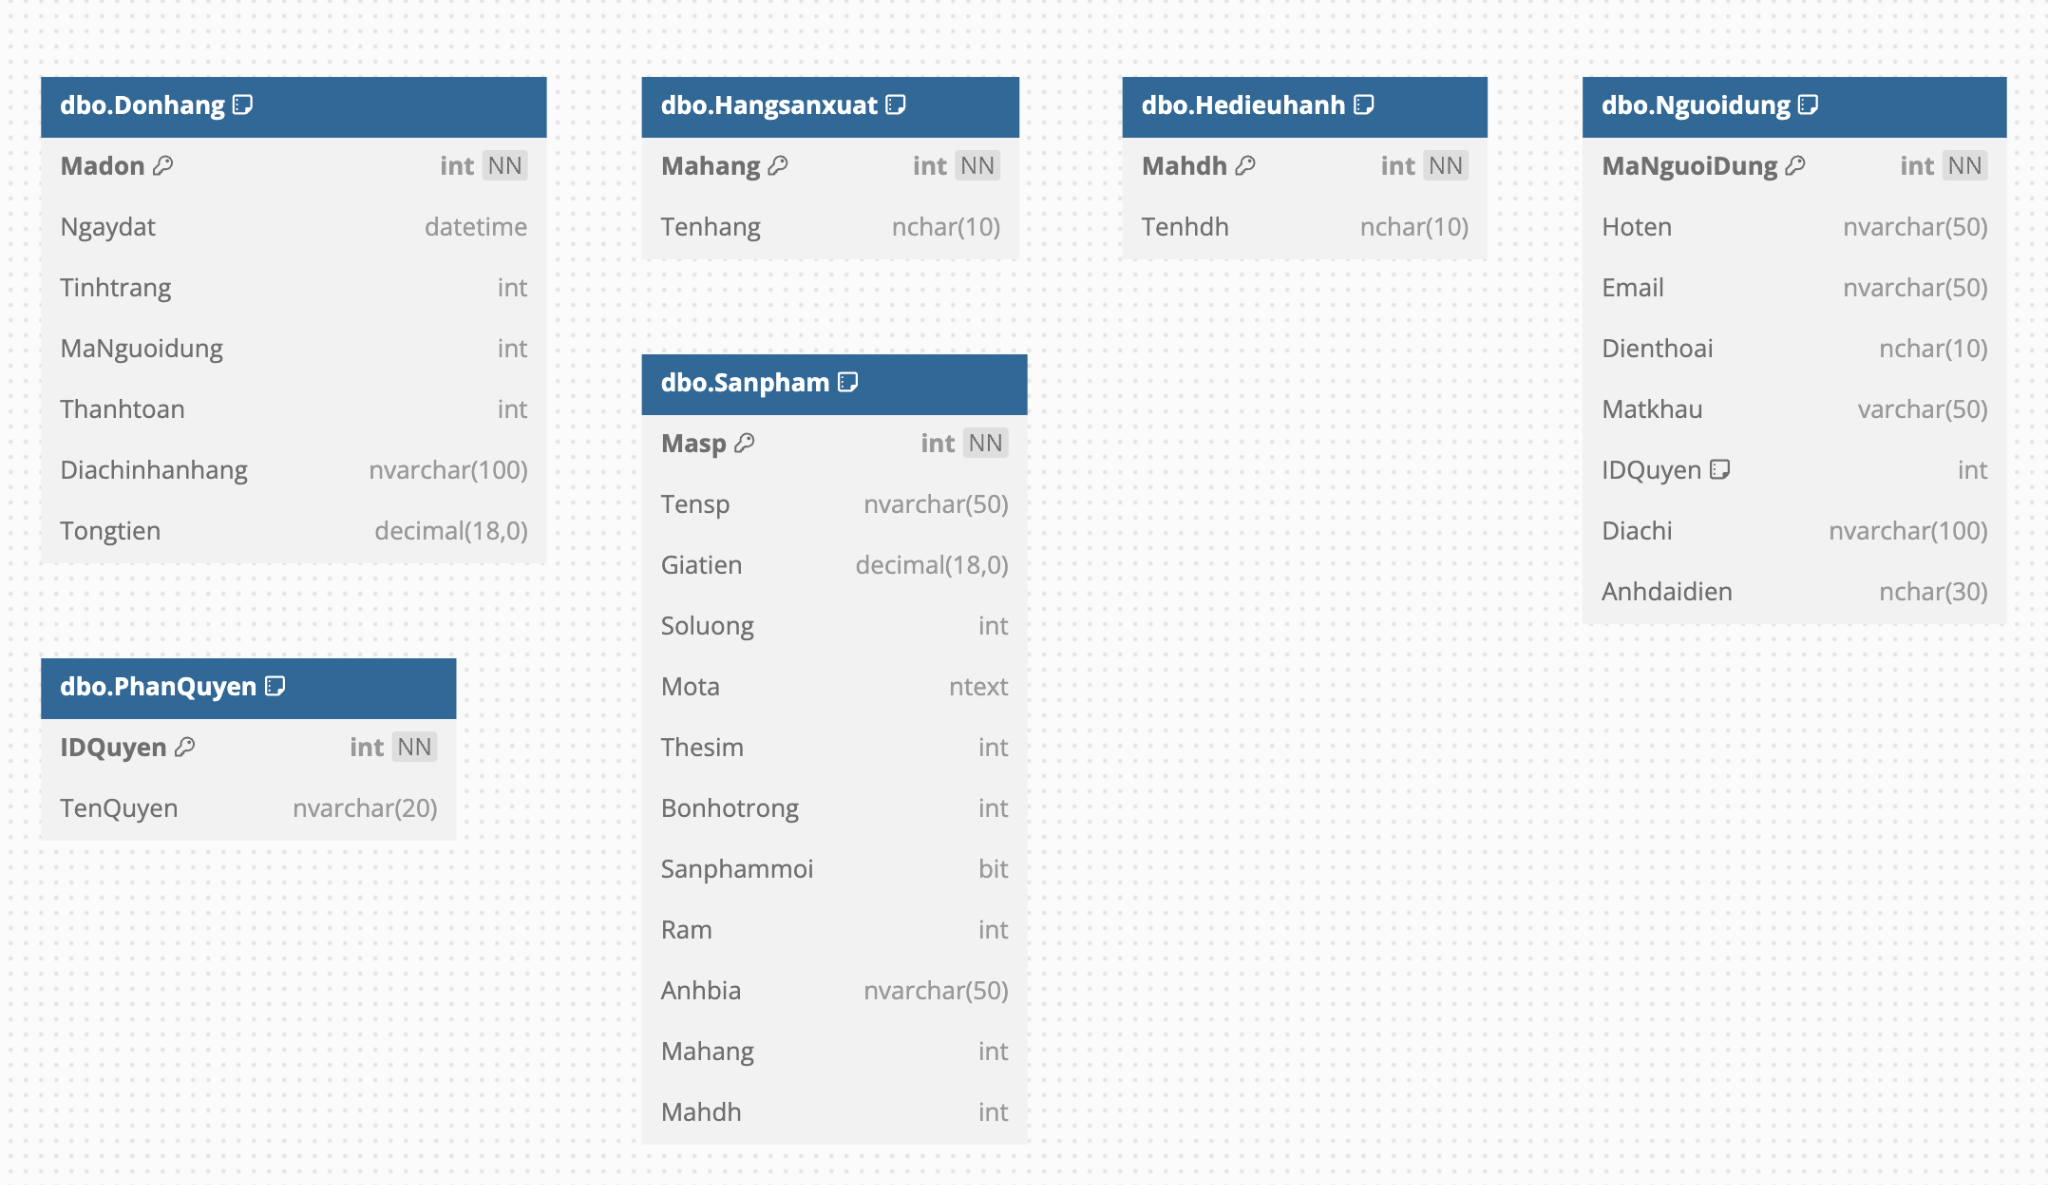 dbo.Donhang
Madon int NN
Ngaydat datetime
Tinhtrang int
MaNguoidung int
Thanhtoan int
Diachinhanhang nvarchar(100)
Tongtien decimal(18,0)
dbo.PhanQuyen
IDQuyen int NN
TenQuyen nvarchar(20)
dbo.Hangsanxuat
Mahang int NN
Tenhang nchar(10)
dbo.Sanpham
Masp int NN
Tensp nvarchar(50)
Giatien decimal(18,0)
Soluong int
Mota ntext
Thesim int
Bonhotrong int
Sanphammoi bit
Ram int
Anhbia nvarchar(50)
Mahang int
Mahdh int
dbo.Hedieuhanh
Mahdh int NN
Tenhdh nchar(10)
dbo.Nguoidung
MaNguoiDung int NN
Hoten nvarchar(50)
Email nvarchar(50)
Dienthoai nchar(10)
Matkhau varchar(50)
IDQuyen int
Diachi nvarchar(100)
Anhdaidien nchar(30)